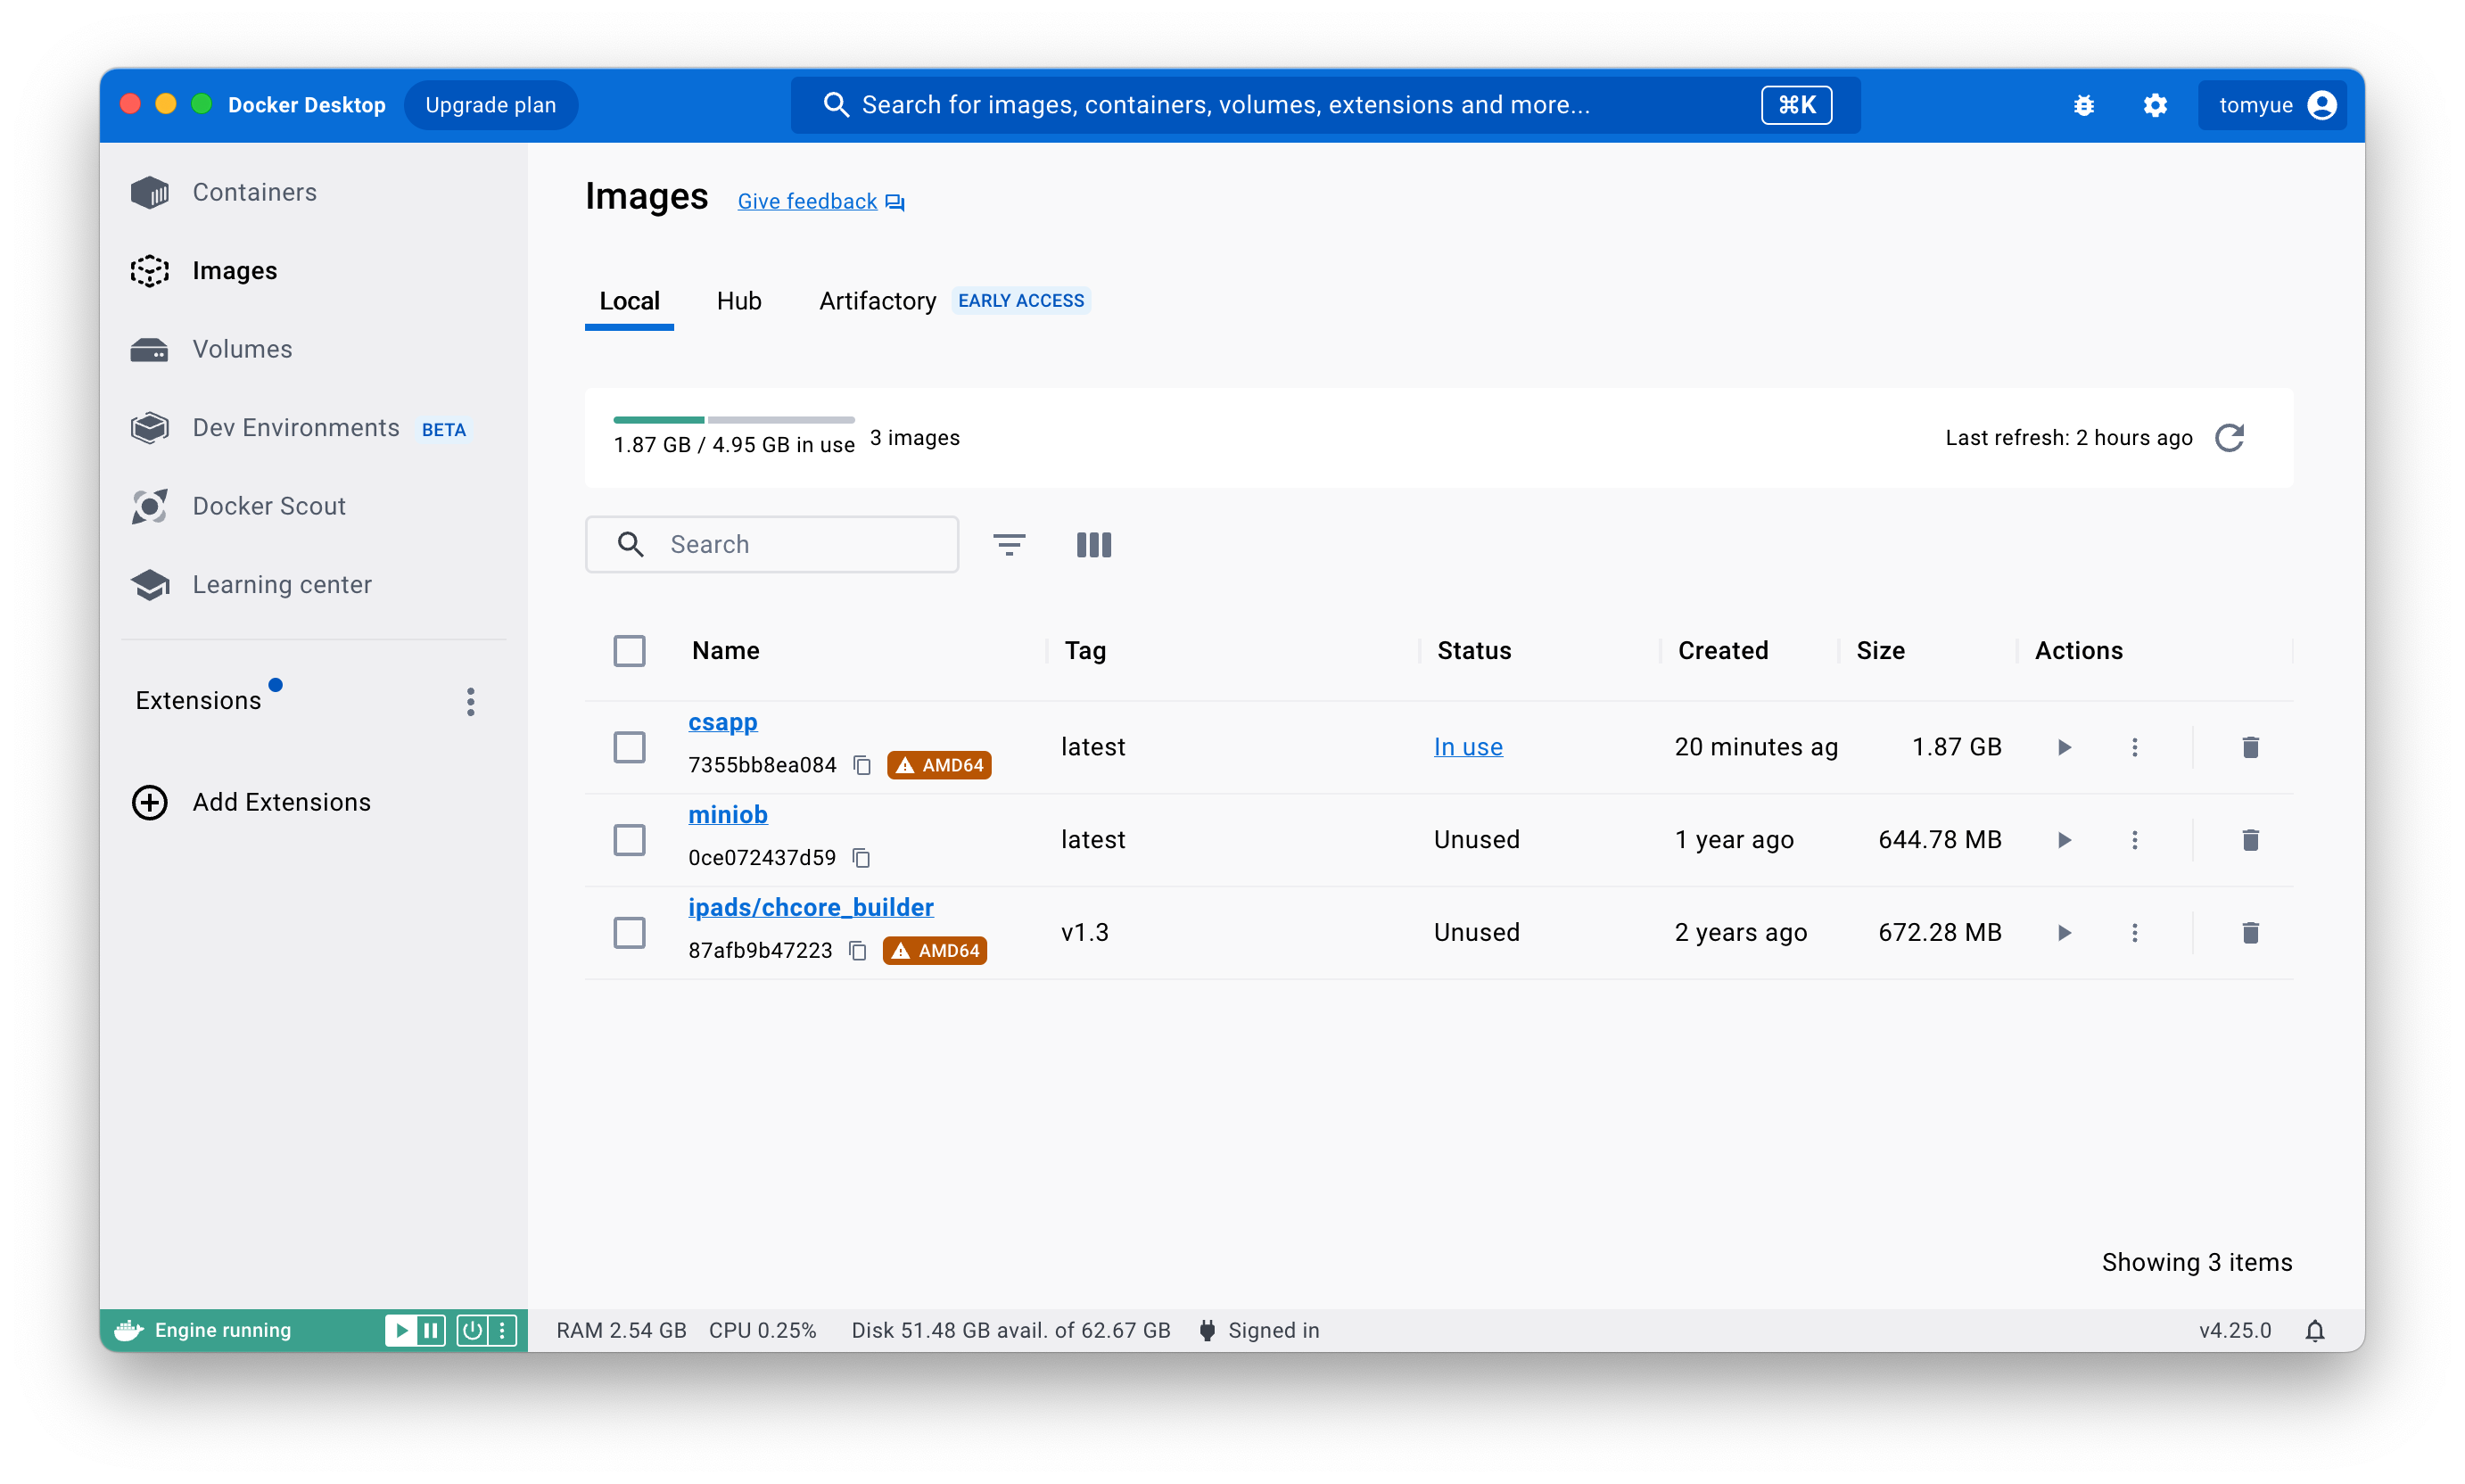 Docker Desktop
Upgrade plan
Search for images, containers, volumes, extensions and more...
⌘K
tomyue
Containers
Images
Volumes
Dev Environments BETA
Docker Scout
Learning center
Extensions
Add Extensions
Images
Give feedback
Local
Hub
Artifactory
EARLY ACCESS
1.87 GB / 4.95 GB in use
3 images
Last refresh: 2 hours ago
Search
Name
Tag
Status
Created
Size
Actions
csapp
7355bb8ea084
AMD64
latest
In use
20 minutes ag
1.87 GB
miniob
0ce072437d59
latest
Unused
1 year ago
644.78 MB
ipads/chcore_builder
87afb9b47223
AMD64
v1.3
Unused
2 years ago
672.28 MB
Showing 3 items
Engine running
RAM 2.54 GB
CPU 0.25%
Disk 51.48 GB avail. of 62.67 GB
Signed in
v4.25.0